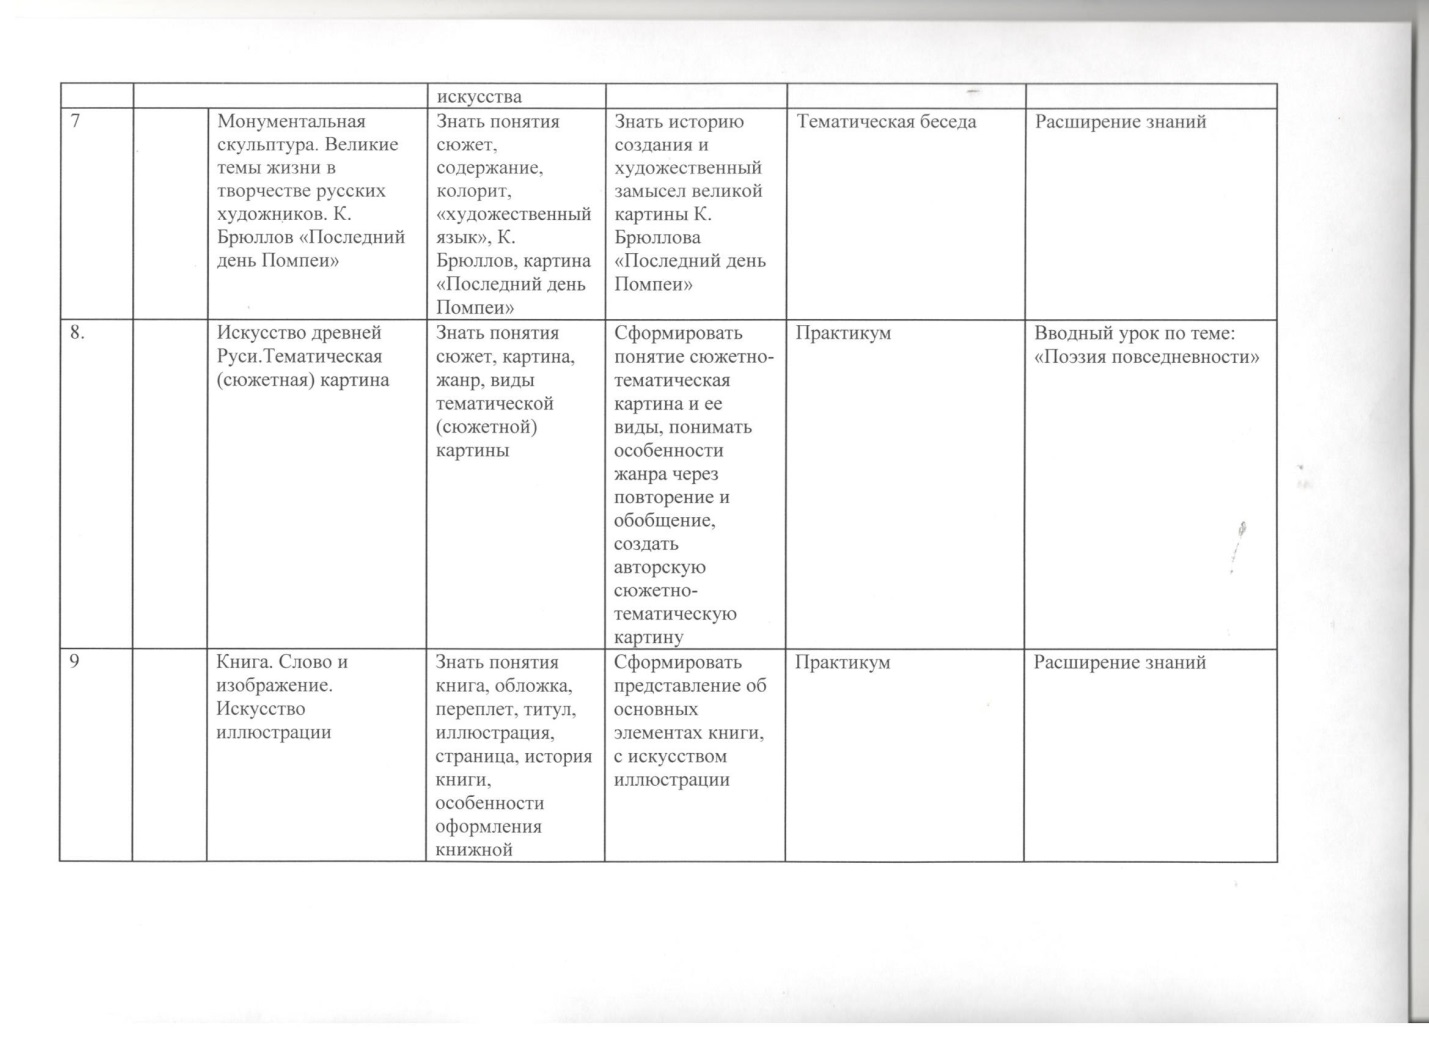 искусства
7
Монументальная
скульптура. Великие
темы жизни в
творчестве русских
художников. К.
Брюллов «Последний
день Помпеи»
Знать понятия
сюжет,
содержание,
колорит,
«художественный
язык», К.
Брюллов, картина
«Последний день
Помпеи»
Знать историю
создания и
художественный
замысел великой
картины К.
Брюллова
«Последний день
Помпеи»
Тематическая беседа
Расширение знаний
8.
Искусство древней
Руси.Тематическая
(сюжетная) картина
Знать понятия
сюжет, картина,
жанр, виды
тематической
(сюжетной)
картины
Сформировать
понятие сюжетно-
тематическая
картина и ее
виды, понимать
особенности
жанра через
повторение и
обобщение,
создать
авторскую
сюжетно-
тематическую
картину
Практикум
Вводный урок по теме:
«Поэзия повседневности»
9
Книга. Слово и
изображение.
Искусство
иллюстрации
Знать понятия
книга, обложка,
переплет, титул,
иллюстрация,
страница, история
книги,
особенности
оформления
книжной
Сформировать
представление об
основных
элементах книги,
с искусством
иллюстрации
Практикум
Расширение знаний